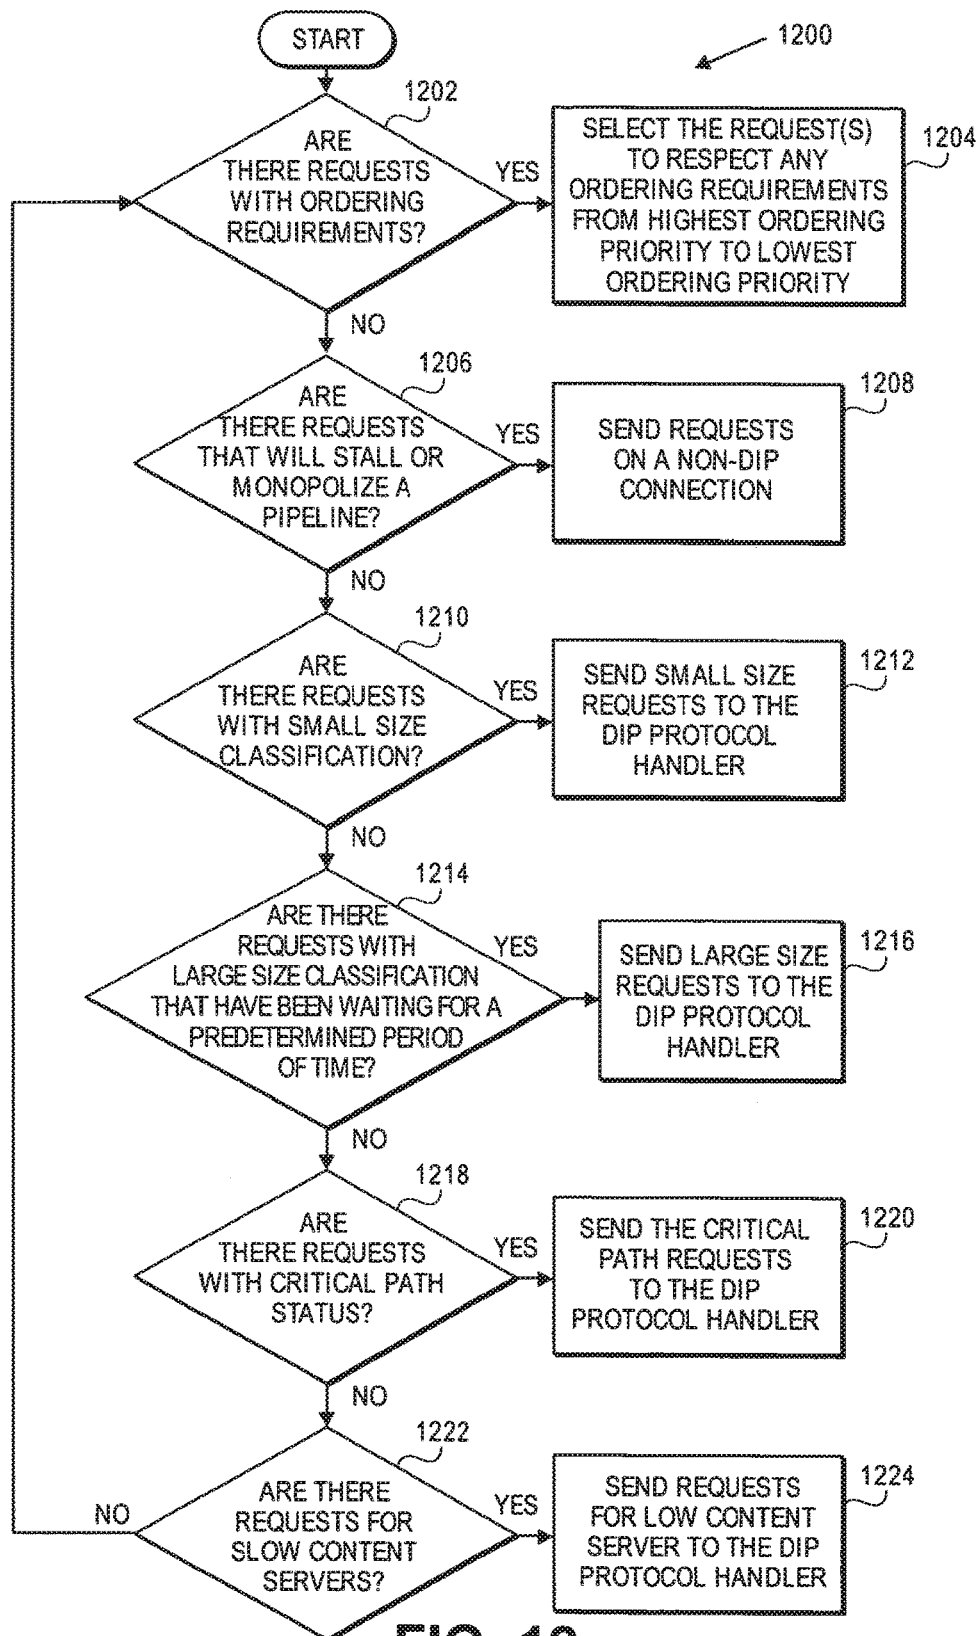 START
1200
1202
ARE
THERE REQUESTS
WITH ORDERING
REQUIREMENTS?
YES
SELECT THE REQUEST(S)
TO RESPECT ANY
ORDERING REQUIREMENTS
FROM HIGHEST ORDERING
PRIORITY TO LOWEST
ORDERING PRIORITY
1204
NO
1206
ARE
THERE REQUESTS
THAT WILL STALL OR
MONOPOLIZE A
PIPELINE?
YES
SEND REQUESTS
ON A NON-DIP
CONNECTION
1208
NO
1210
ARE
THERE REQUESTS
WITH SMALL SIZE
CLASSIFICATION?
YES
SEND SMALL SIZE
REQUESTS TO THE
DIP PROTOCOL
HANDLER
1212
NO
1214
ARE THERE
REQUESTS WITH
LARGE SIZE CLASSIFICATION
THAT HAVE BEEN WAITING FOR A
PREDETERMINED PERIOD
OF TIME?
YES
SEND LARGE SIZE
REQUESTS TO THE
DIP PROTOCOL
HANDLER
1216
NO
1218
ARE
THERE REQUESTS
WITH CRITICAL PATH
STATUS?
YES
SEND THE CRITICAL
PATH REQUESTS
TO THE DIP
PROTOCOL HANDLER
1220
NO
1222
ARE THERE
REQUESTS FOR
SLOW CONTENT
SERVERS?
NO
YES
SEND REQUESTS
FOR LOW CONTENT
SERVER TO THE DIP
PROTOCOL HANDLER
1224
FIG.